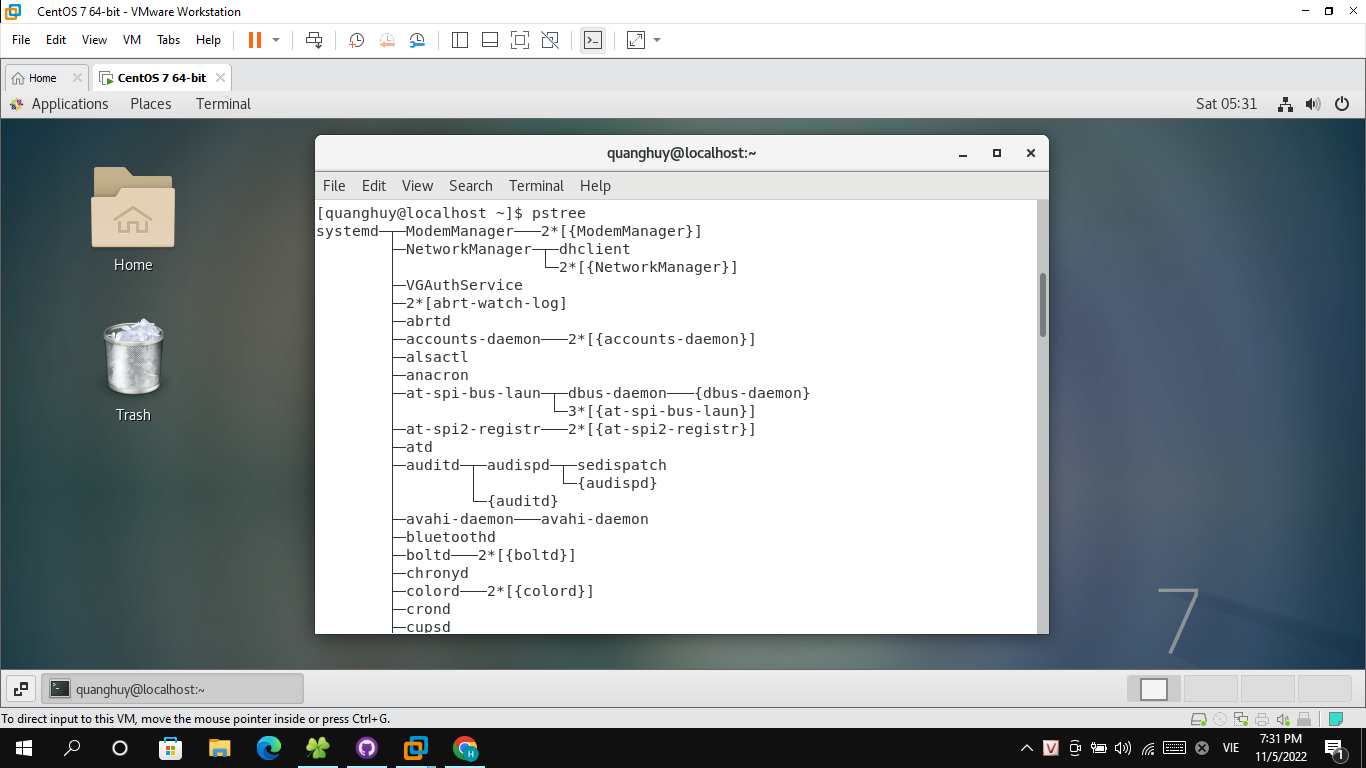 CentOS 7 64-bit - VMware Workstation
File Edit View VM Tabs Help
Home CentOS 7 64-bit
Applications Places Terminal Sat 05:31
Home
Trash
quanghuy@localhost:~
File Edit View Search Terminal Help
[quanghuy@localhost ~]$ pstree
systemd─┬─ModemManager───2*[{ModemManager}]
        ├─NetworkManager─┬─dhclient
        │                └─2*[{NetworkManager}]
        ├─VGAuthService
        ├─2*[abrt-watch-log]
        ├─abrtd
        ├─accounts-daemon───2*[{accounts-daemon}]
        ├─alsactl
        ├─anacron
        ├─at-spi-bus-laun─┬─dbus-daemon───{dbus-daemon}
        │                 └─3*[{at-spi-bus-laun}]
        ├─at-spi2-registr───2*[{at-spi2-registr}]
        ├─atd
        ├─auditd─┬─audispd─┬─sedispatch
        │        │         └─{audispd}
        │        └─{auditd}
        ├─avahi-daemon───avahi-daemon
        ├─bluetoothd
        ├─boltd───2*[{boltd}]
        ├─chronyd
        ├─colord───2*[{colord}]
        ├─crond
        ├─cupsd
7
quanghuy@localhost:~
To direct input to this VM, move the mouse pointer inside or press Ctrl+G.
H
V
VIE
7:31 PM
11/5/2022
1